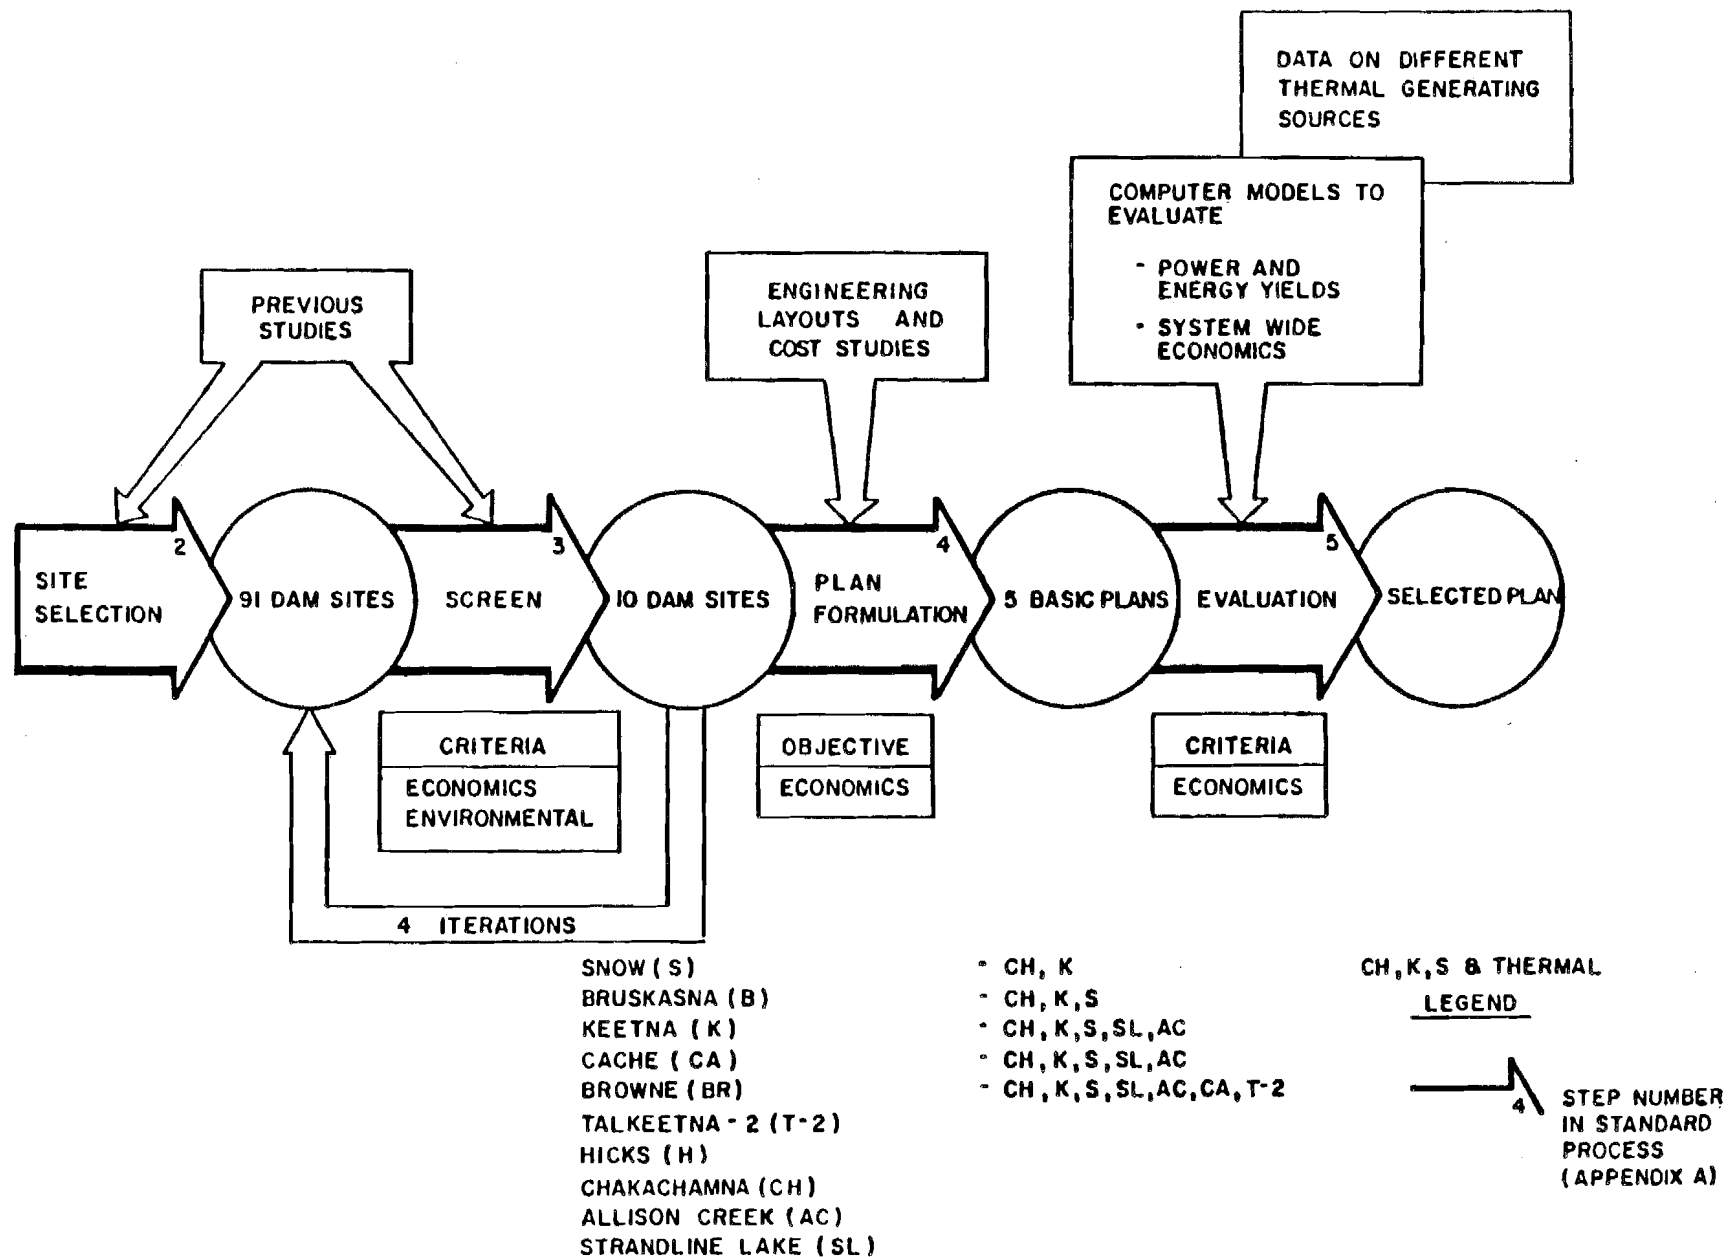 DATA ON DIFFERENT
THERMAL GENERATING
SOURCES
COMPUTER MODELS TO
EVALUATE
- POWER AND
ENERGY YIELDS
- SYSTEM WIDE
ECONOMICS
PREVIOUS
STUDIES
ENGINEERING
LAYOUTS AND
COST STUDIES
2
SITE
SELECTION
91 DAM SITES
3
SCREEN
10 DAM SITES
4
PLAN
FORMULATION
5 BASIC PLANS
5
EVALUATION
SELECTED PLAN
CRITERIA
ECONOMICS
ENVIRONMENTAL
OBJECTIVE
ECONOMICS
CRITERIA
ECONOMICS
4 ITERATIONS
SNOW (S)
BRUSKASNA (B)
KEETNA (K)
CACHE (CA)
BROWNE (BR)
TALKEETNA - 2 (T-2)
HICKS (H)
CHAKACHAMNA (CH)
ALLISON CREEK (AC)
STRANDLINE LAKE (SL)
- CH, K
- CH, K, S
- CH, K, S, SL, AC
- CH, K, S, SL, AC
- CH, K, S, SL, AC, CA, T-2
CH, K, S & THERMAL
LEGEND
4
STEP NUMBER
IN STANDARD
PROCESS
(APPENDIX A)